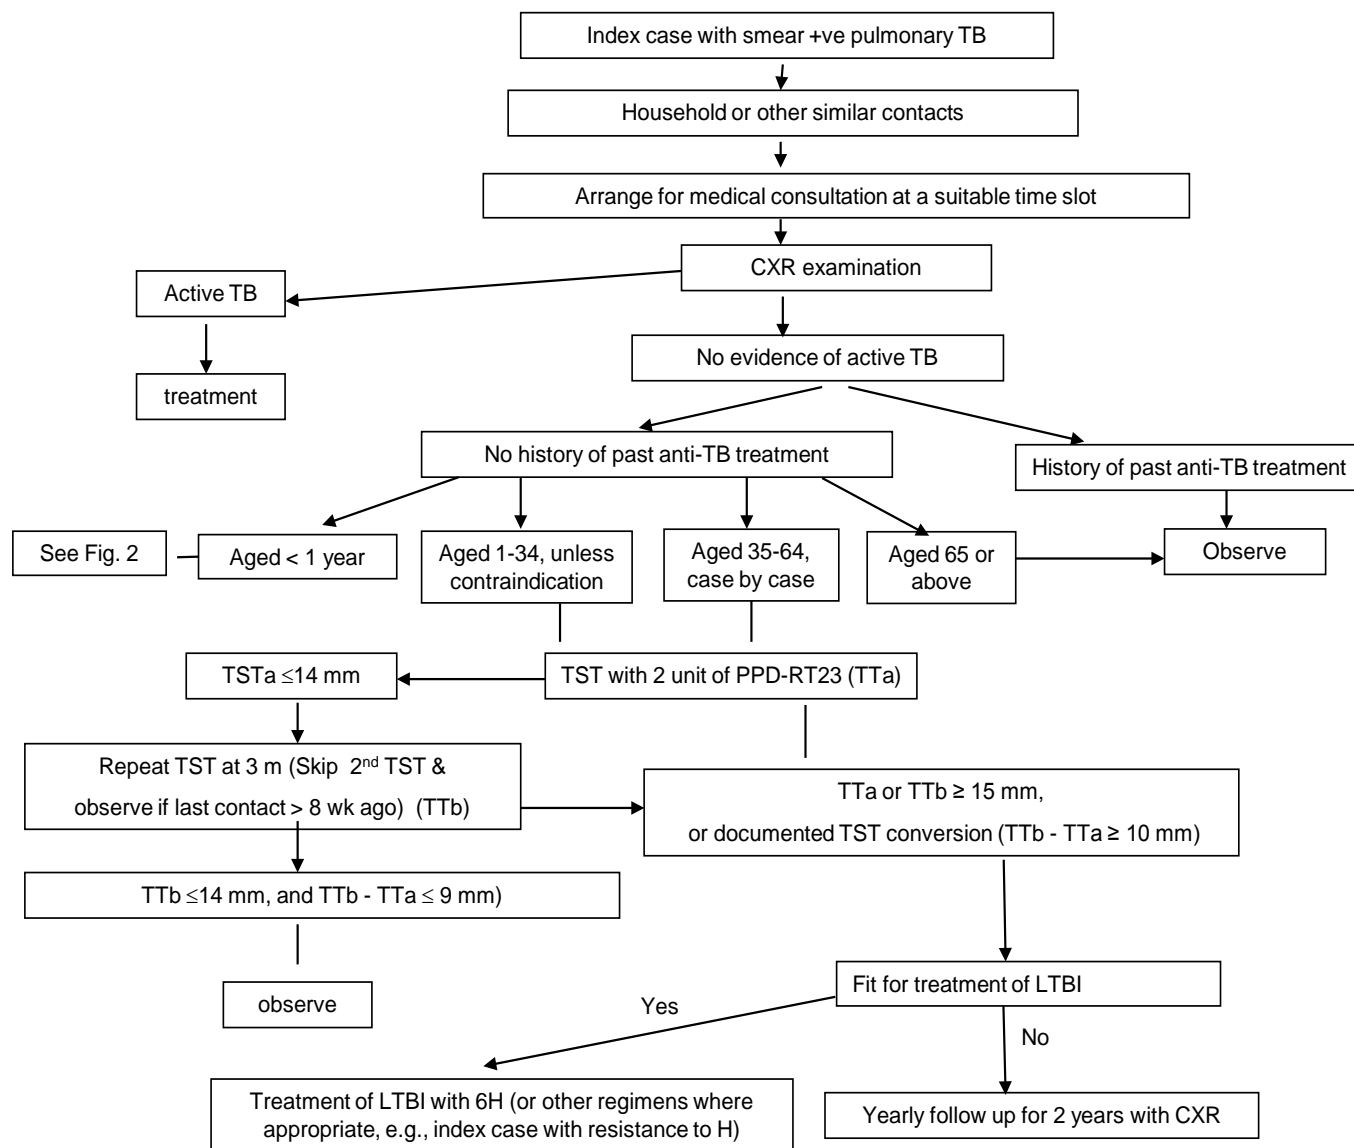 Index case with smear +ve pulmonary TB
Household or other similar contacts
Arrange for medical consultation at a suitable time slot
CXR examination
Active TB
No evidence of active TB
treatment
No history of past anti-TB treatment
History of past anti-TB treatment
See Fig. 2
Aged < 1 year
Aged 1-34, unless
contraindication
Aged 35-64,
case by case
Aged 65 or
above
Observe
TSTa ≤14 mm
TST with 2 unit of PPD-RT23 (TTa)
Repeat TST at 3 m (Skip 2nd TST &
observe if last contact > 8 wk ago) (TTb)
TTa or TTb ≥ 15 mm,
or documented TST conversion (TTb - TTa ≥ 10 mm)
TTb ≤14 mm, and TTb - TTa ≤ 9 mm)
observe
Fit for treatment of LTBI
Yes
No
Treatment of LTBI with 6H (or other regimens where
appropriate, e.g., index case with resistance to H)
Yearly follow up for 2 years with CXR